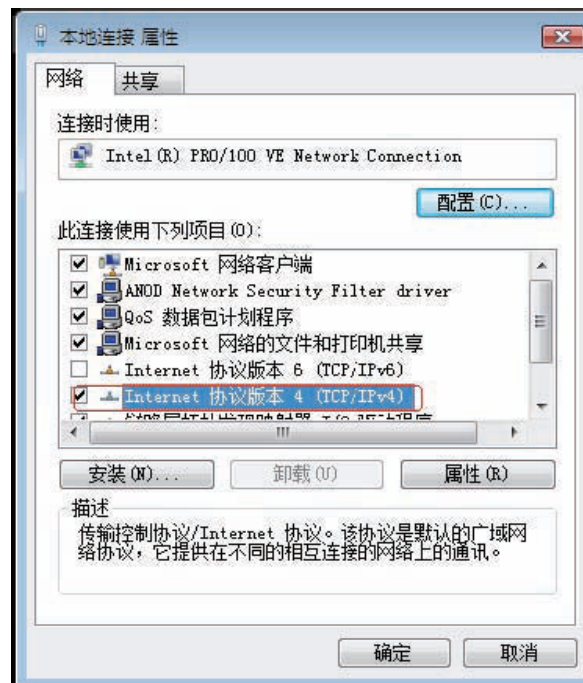 本地连接 属性
网络
共享
连接时使用:
Intel(R) PRO/100 VE Network Connection
配置(C)...
此连接使用下列项目(O):
Microsoft 网络客户端
ANOD Network Security Filter driver
QoS 数据包计划程序
Microsoft 网络的文件和打印机共享
Internet 协议版本 6 (TCP/IPv6)
Internet 协议版本 4 (TCP/IPv4)
安装(N)...
卸载(U)
属性(R)
描述
传输控制协议/Internet 协议。该协议是默认的广域网
络协议，它提供在不同的相互连接的网络上的通讯。
确定
取消